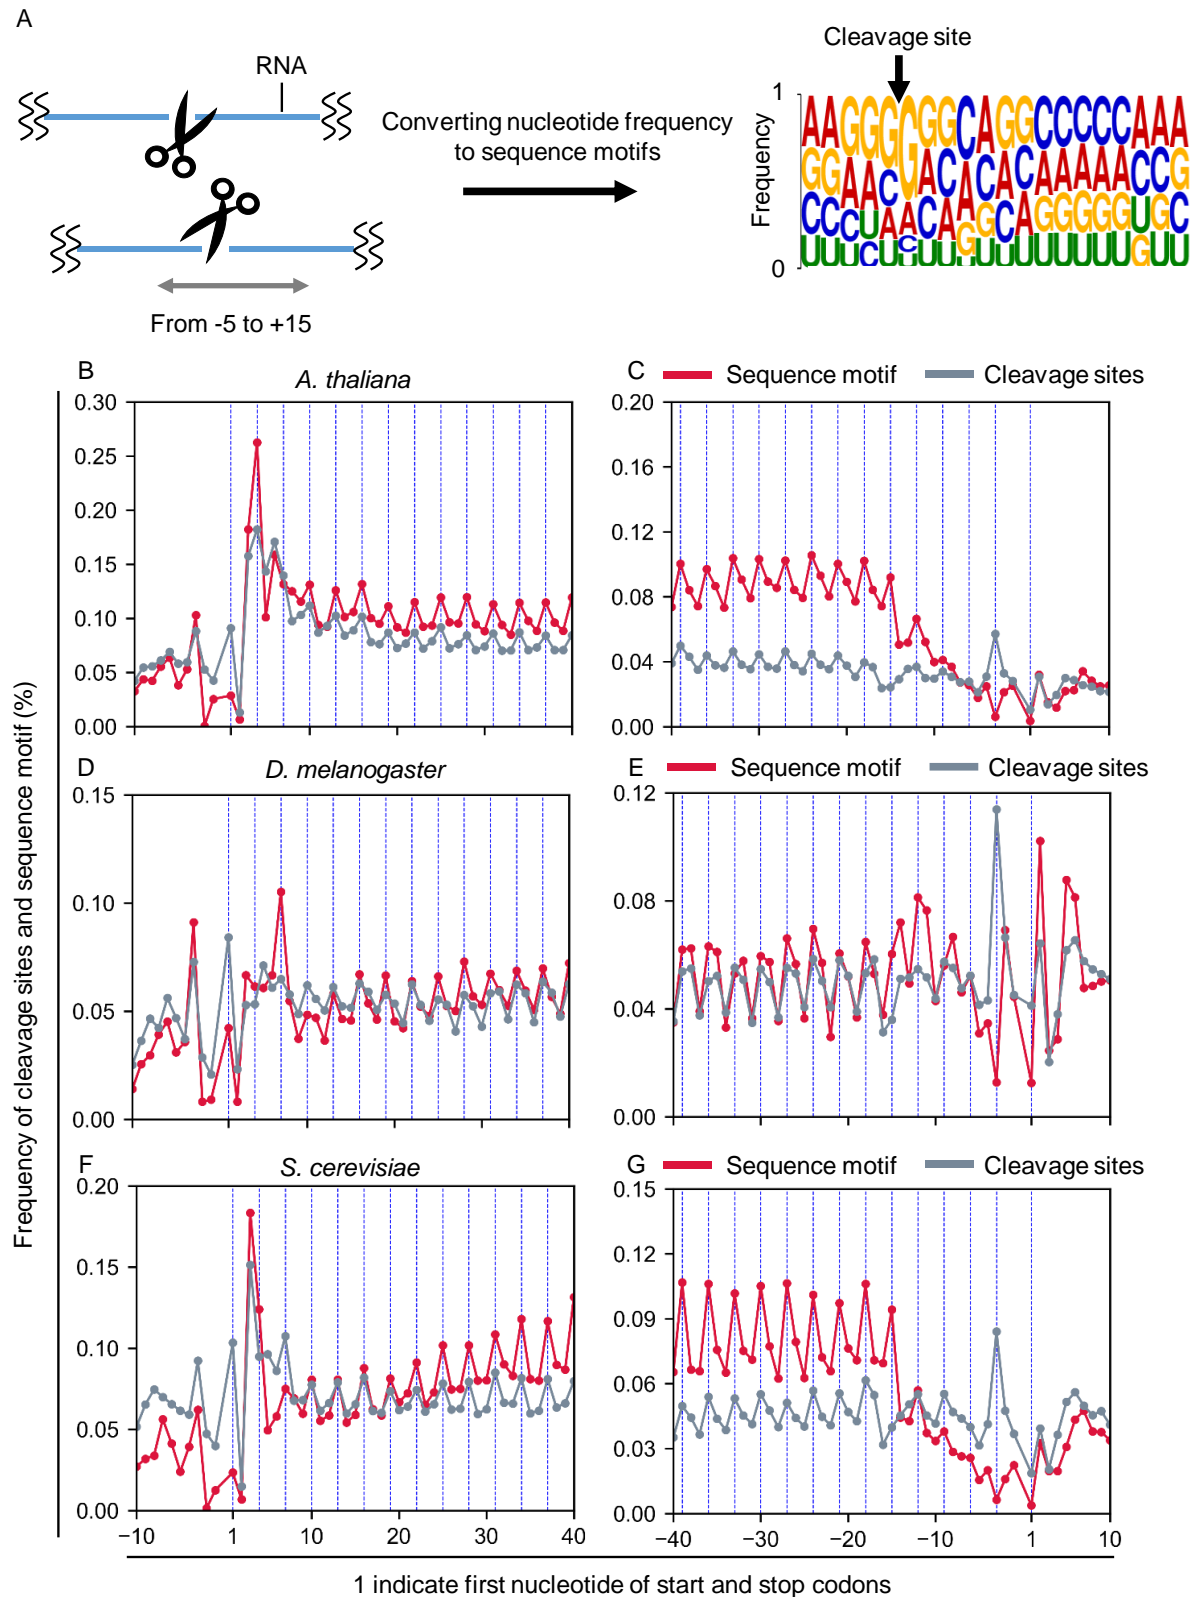 A
RNA
From -5 to +15
Converting nucleotide frequency
to sequence motifs
Cleavage site
Frequency
1
0
AAGGGGGGCAGGCCCCCAAA
GGAACGACACACAAAAACCG
CCCUAACAAGCAGGGGGUGC
UUUCUCUUGUUUUUUUUGUU
UU
Frequency of cleavage sites and sequence motif (%)
B
A. thaliana
0.30
0.25
0.20
0.15
0.10
0.05
0.00
C
Sequence motif
Cleavage sites
0.20
0.16
0.12
0.08
0.04
0.00
D
D. melanogaster
0.15
0.10
0.05
0.00
E
Sequence motif
Cleavage sites
0.12
0.08
0.04
0.00
F
S. cerevisiae
0.20
0.15
0.10
0.05
0.00
−10 1 10 20 30 40
G
Sequence motif
Cleavage sites
0.15
0.12
0.09
0.06
0.03
0.00
−40 −30 −20 −10 1 10
1 indicate first nucleotide of start and stop codons